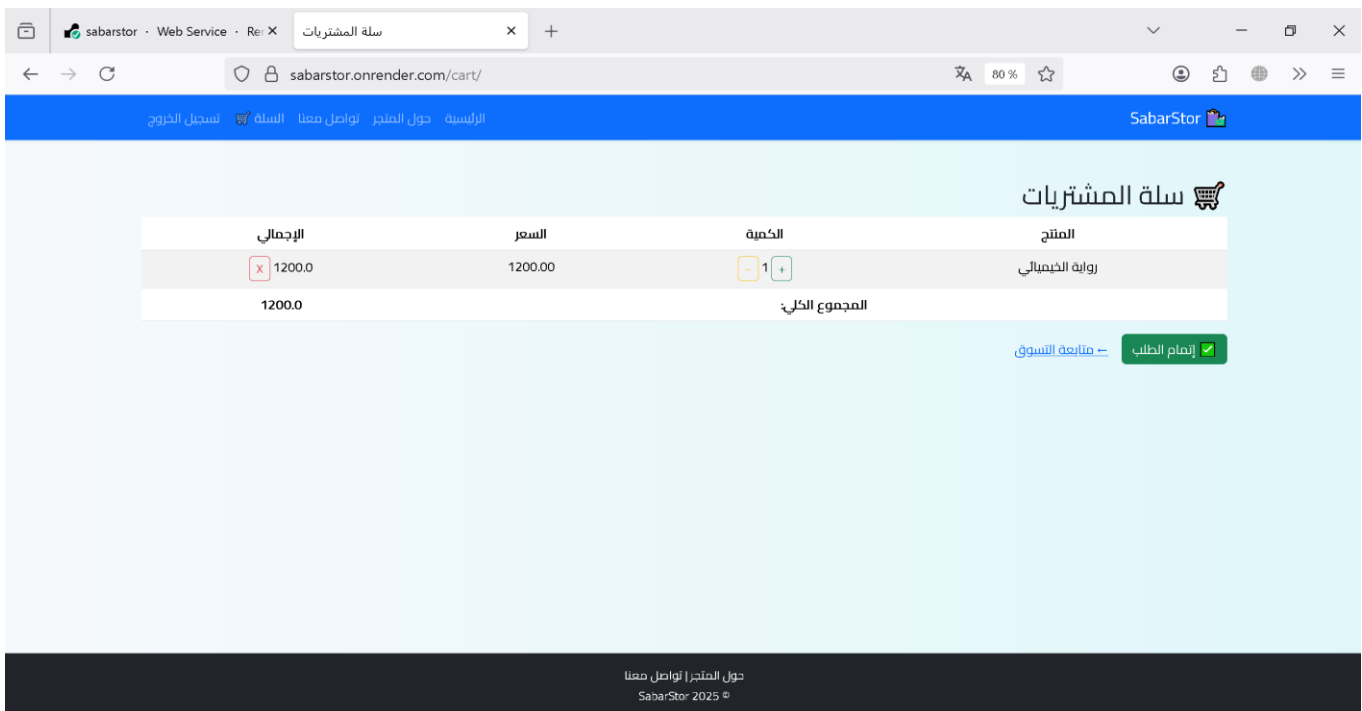 sabarstor · Web Service · Re
سلة المشتريات
sabarstor.onrender.com/cart/
80 %
SabarStor
الرئيسية حول المتجر تواصل معنا السلة تسجيل الخروج
سلة المشتريات
المنتج الكمية السعر الإجمالي
رواية الخيميائي + 1 - 1200.00 1200.0 X
المجموع الكلي: 1200.0
إتمام الطلب ← متابعة التسوق
حول المتجر | تواصل معنا
© 2025 SabarStor